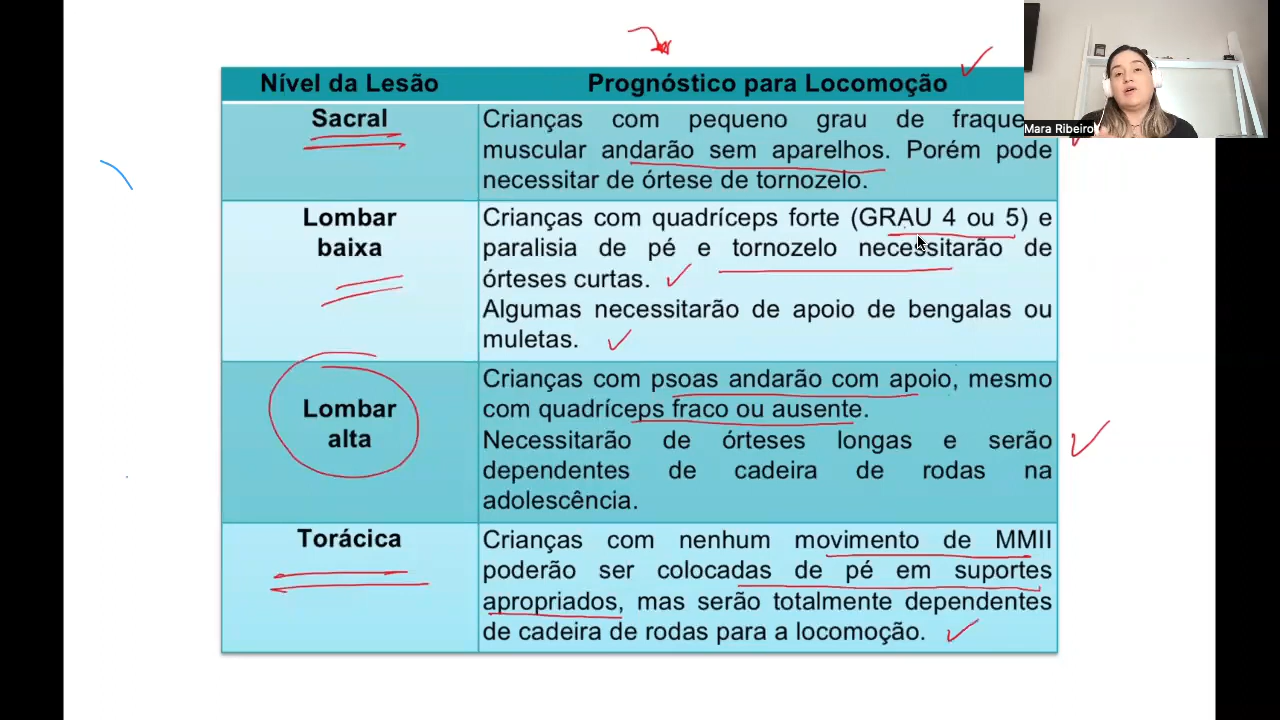 Nível da Lesão
Prognóstico para Locomoção
Sacral
Crianças com pequeno grau de
muscular andarão sem aparelhos. Porém pode
necessitar de órtese de tornozelo.
Lombar
baixa
Crianças com quadríceps forte (GRAU 4 ou 5) e
paralisia de pé e tornozelo necessitarão de
órteses curtas.
Algumas necessitarão de apoio de bengalas ou
muletas.
Lombar
alta
Crianças com psoas andarão com apoio, mesmo
com quadríceps fraco ou ausente.
Necessitarão de órteses longas e serão
dependentes de cadeira de rodas na
adolescência.
Torácica
Crianças com nenhum movimento de MMII
poderão ser colocadas de pé em suportes
apropriados, mas serão totalmente dependentes
de cadeira de rodas para a locomoção.
Mara Ribeiro